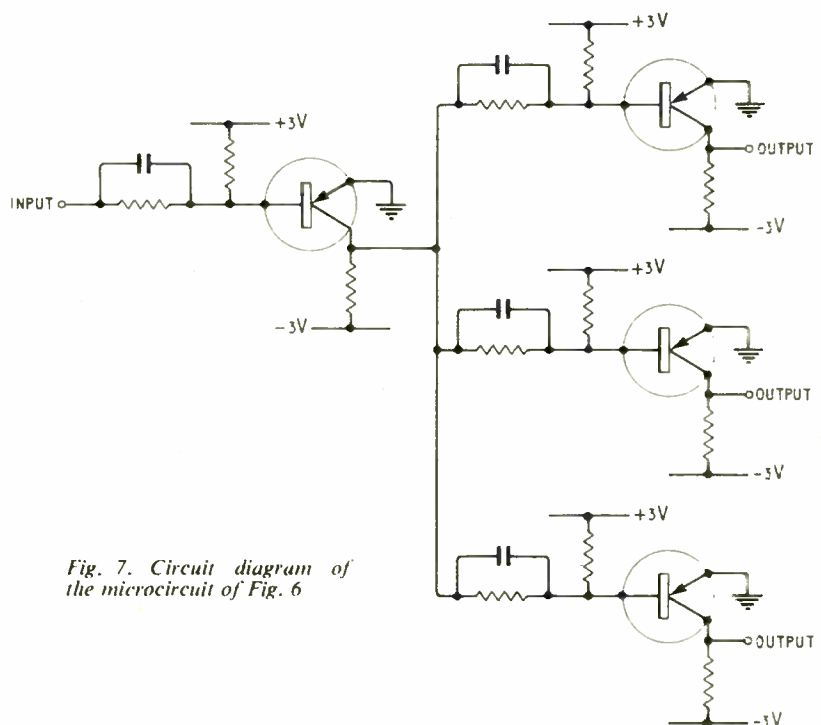 +3V
OUTPUT
-3V
+3V
INPUT
-3V
+3V
OUTPUT
-3V
+3V
OUTPUT
-3V
Fig. 7. Circuit diagram of
the microcircuit of Fig. 6